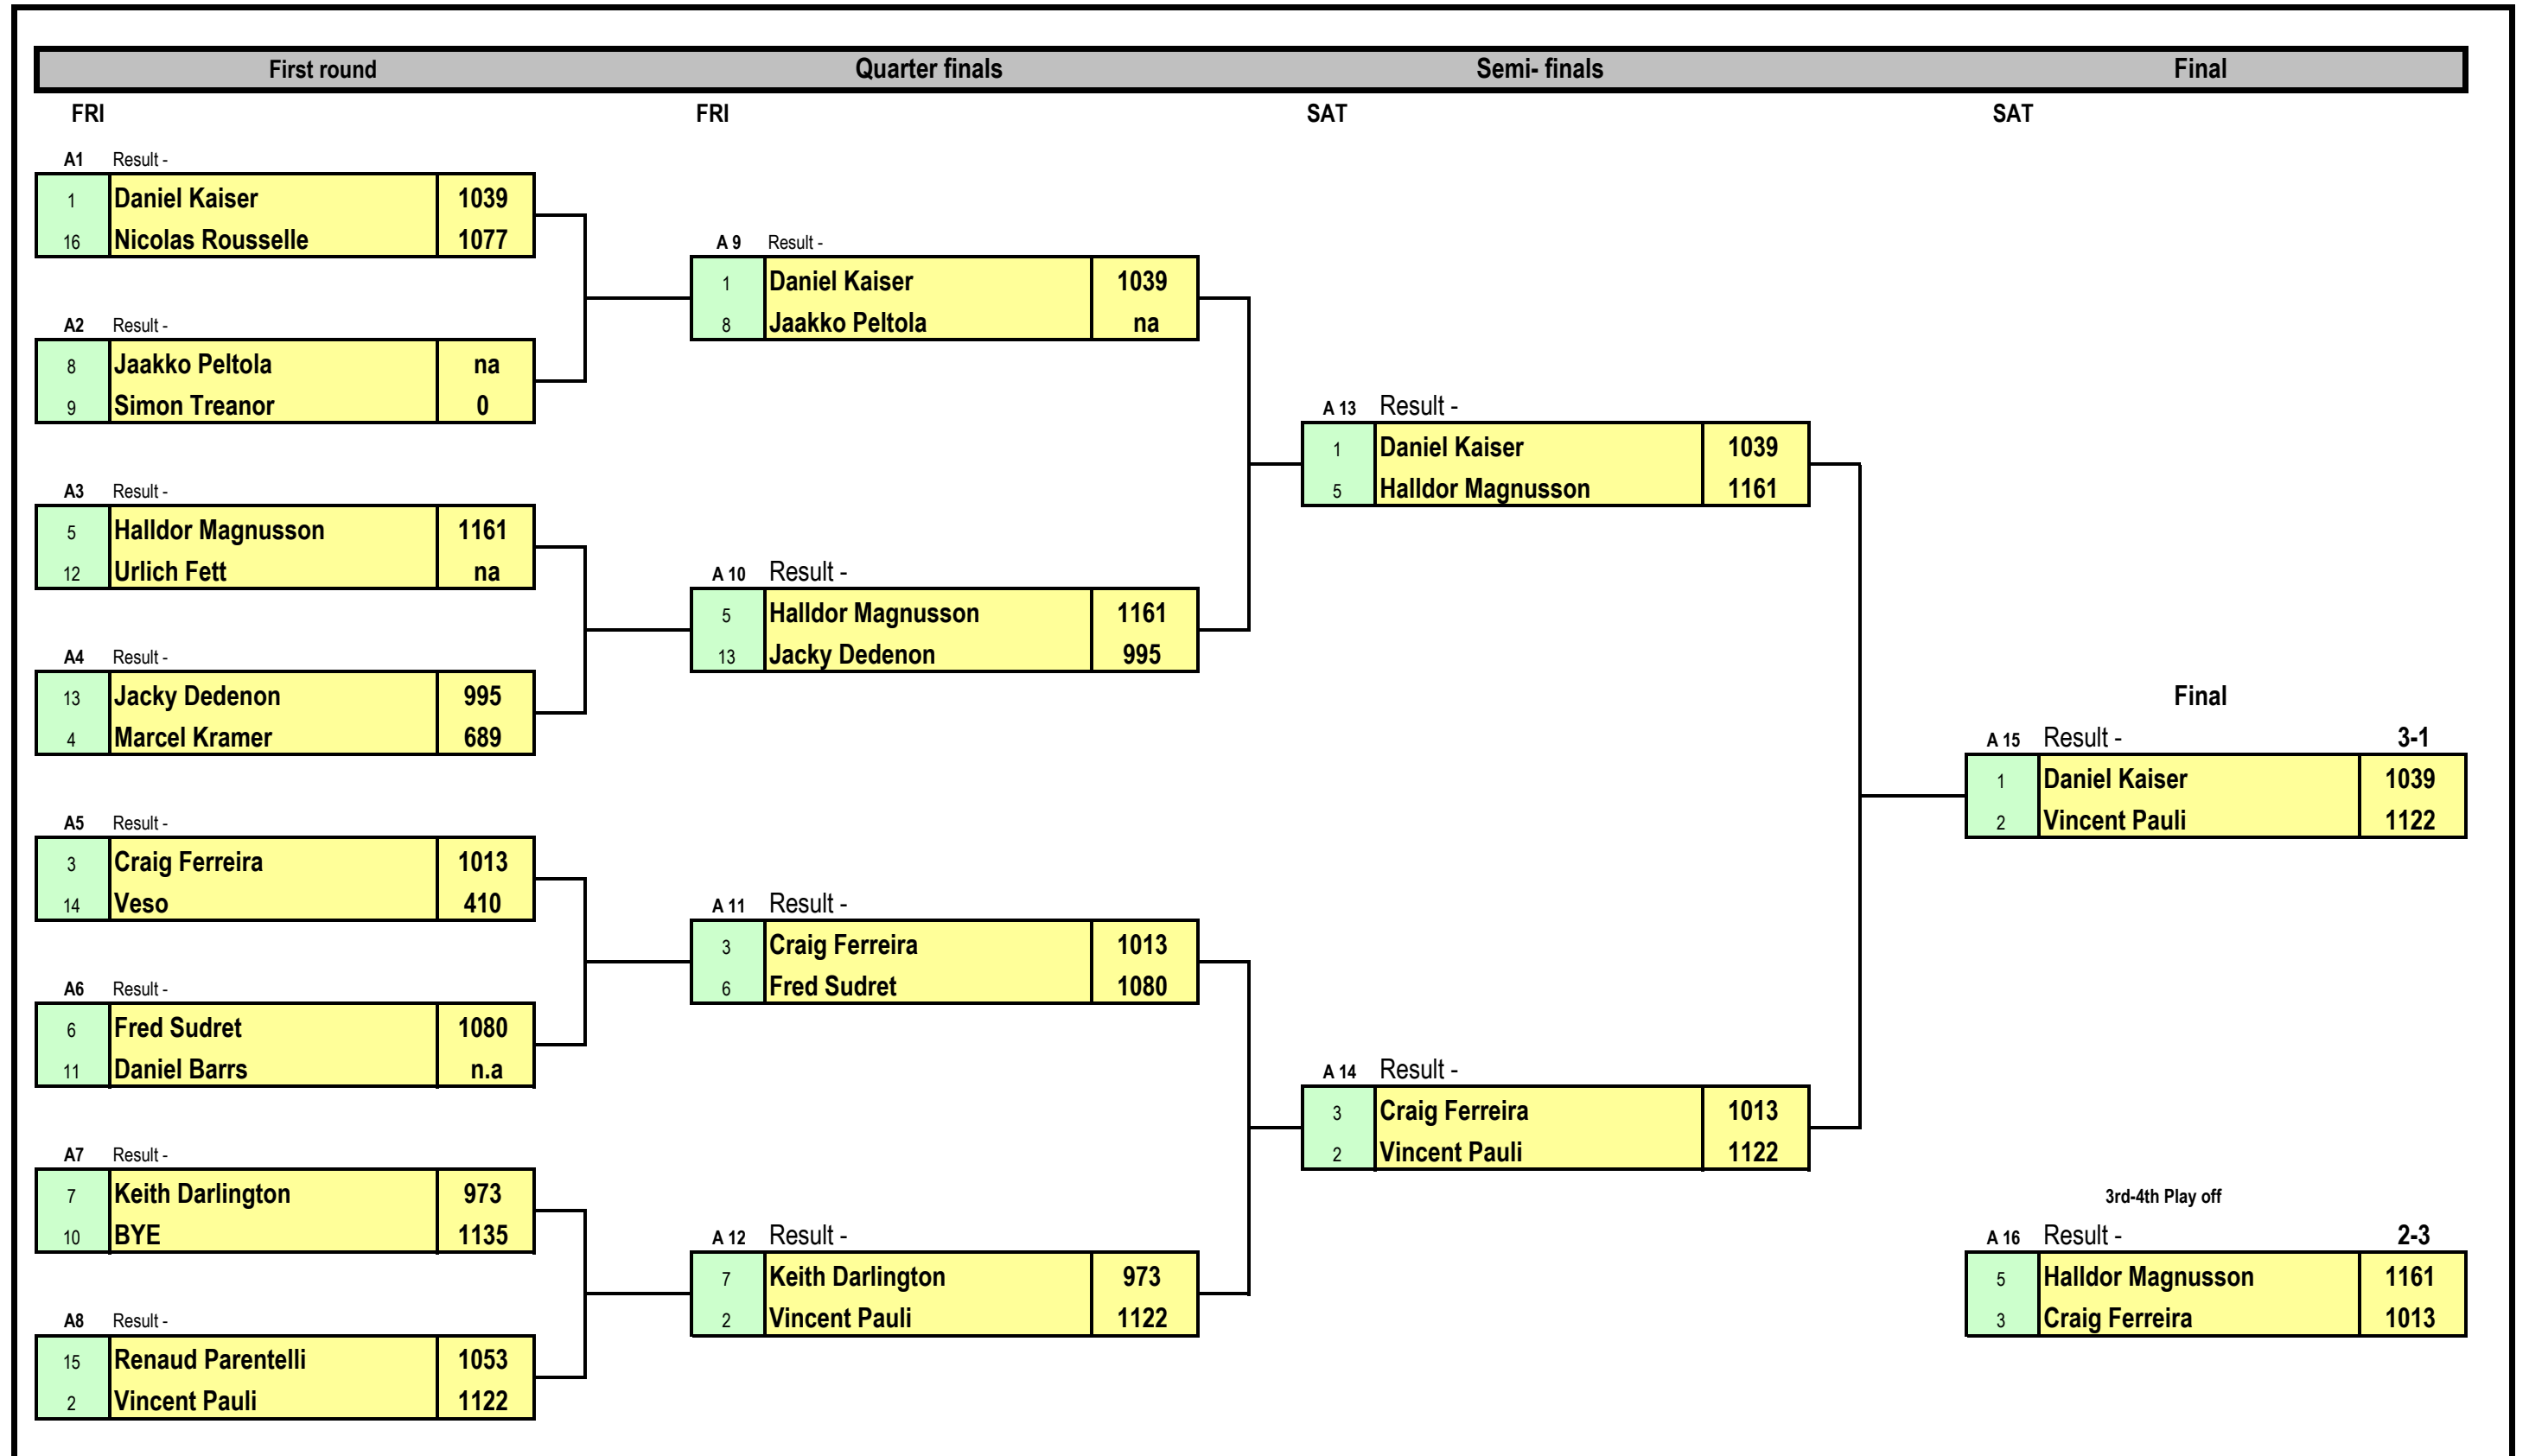 First round Quarter finals Semi- finals Final
FRI FRI SAT SAT
A1 Result -
1 Daniel Kaiser 1039
16 Nicolas Rousselle 1077
A2 Result -
8 Jaakko Peltola na
9 Simon Treanor 0
A3 Result -
5 Halldor Magnusson 1161
12 Urlich Fett na
A4 Result -
13 Jacky Dedenon 995
4 Marcel Kramer 689
A5 Result -
3 Craig Ferreira 1013
14 Veso 410
A6 Result -
6 Fred Sudret 1080
11 Daniel Barrs n.a
A7 Result -
7 Keith Darlington 973
10 BYE 1135
A8 Result -
15 Renaud Parentelli 1053
2 Vincent Pauli 1122
A 9 Result -
1 Daniel Kaiser 1039
8 Jaakko Peltola na
A 10 Result -
5 Halldor Magnusson 1161
13 Jacky Dedenon 995
A 11 Result -
3 Craig Ferreira 1013
6 Fred Sudret 1080
A 12 Result -
7 Keith Darlington 973
2 Vincent Pauli 1122
A 13 Result -
1 Daniel Kaiser 1039
5 Halldor Magnusson 1161
A 14 Result -
3 Craig Ferreira 1013
2 Vincent Pauli 1122
Final
A 15 Result - 3-1
1 Daniel Kaiser 1039
2 Vincent Pauli 1122
3rd-4th Play off
A 16 Result - 2-3
5 Halldor Magnusson 1161
3 Craig Ferreira 1013